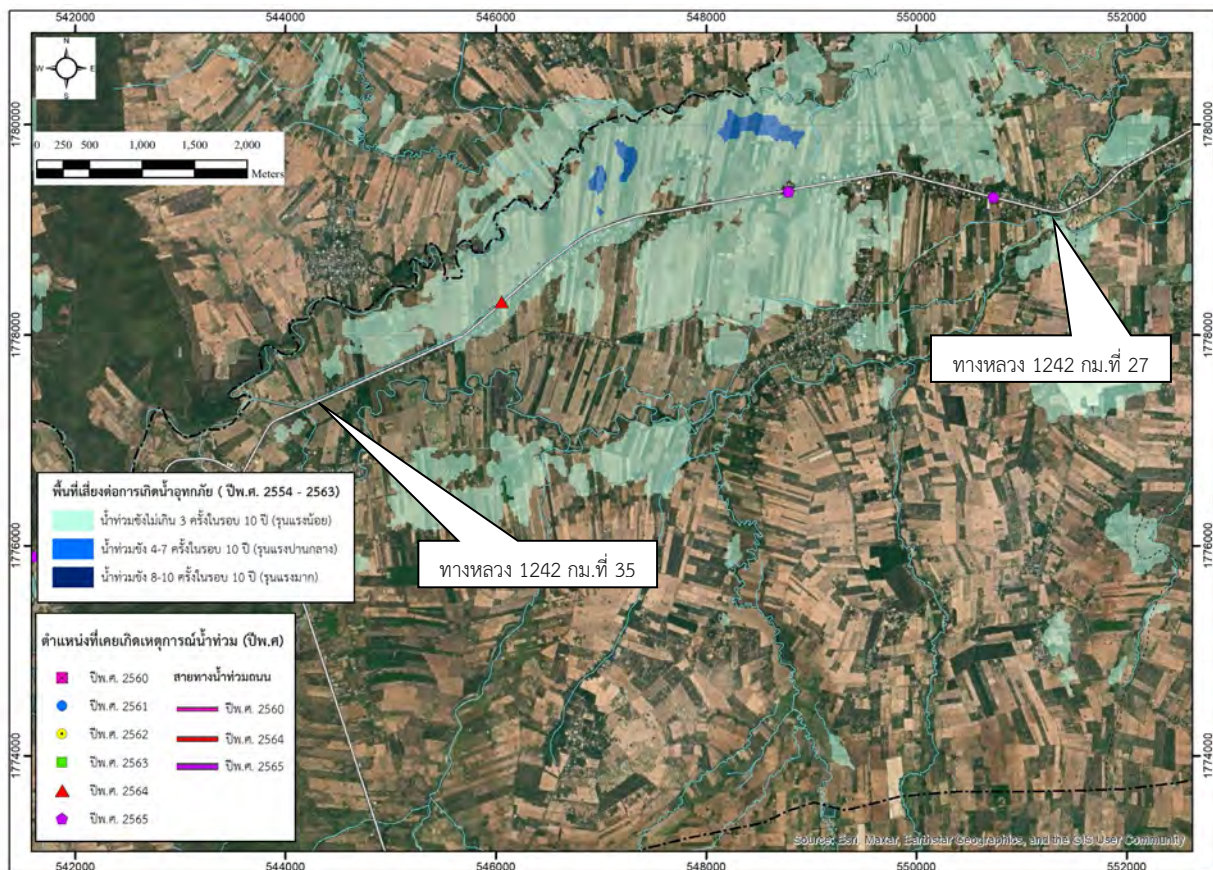 542000 544000 546000 548000 550000 552000
N
W E
S
0 250 500 1,000 1,500 2,000
Meters
1780000 1780000
1778000 1778000
ทางหลวง 1242 กม.ที่ 27
พื้นที่เสี่ยงต่อการเกิดน้ำอุทกภัย ( ปีพ.ศ. 2554 - 2563)
น้ำท่วมขังไม่เกิน 3 ครั้งในรอบ 10 ปี (รุนแรงน้อย)
น้ำท่วมขัง 4-7 ครั้งในรอบ 10 ปี (รุนแรงปานกลาง)
น้ำท่วมขัง 8-10 ครั้งในรอบ 10 ปี (รุนแรงมาก)
1776000 1776000
ทางหลวง 1242 กม.ที่ 35
ตำแหน่งที่เคยเกิดเหตุการณ์น้ำท่วม (ปีพ.ศ)
ปีพ.ศ. 2560
ปีพ.ศ. 2561
ปีพ.ศ. 2562
ปีพ.ศ. 2563
ปีพ.ศ. 2564
ปีพ.ศ. 2565
สายทางน้ำท่วมถนน
ปีพ.ศ. 2560
ปีพ.ศ. 2564
ปีพ.ศ. 2565
1774000 1774000
Source: Esri, Maxar, Earthstar Geographics, and the GIS User Community
542000 544000 546000 548000 550000 552000